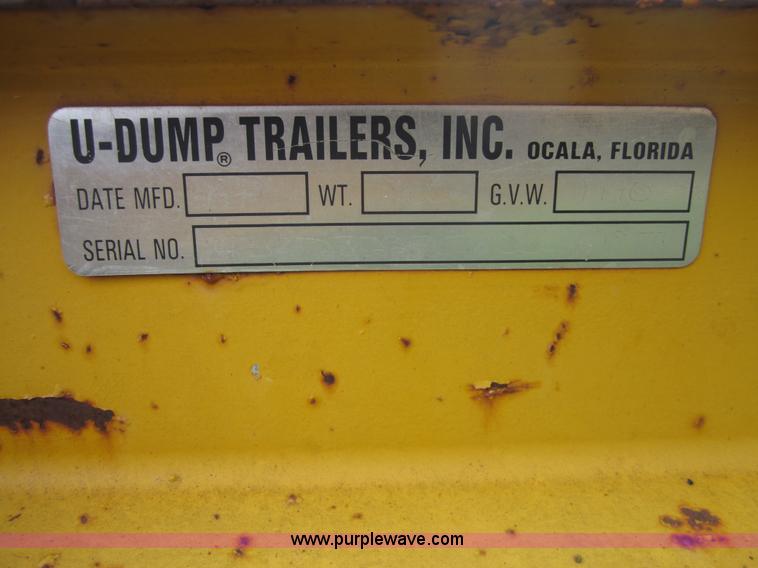 U-DUMP® TRAILERS, INC. OCALA, FLORIDA
DATE MFD. WT. G.V.W.
SERIAL NO.
www.purplewave.com